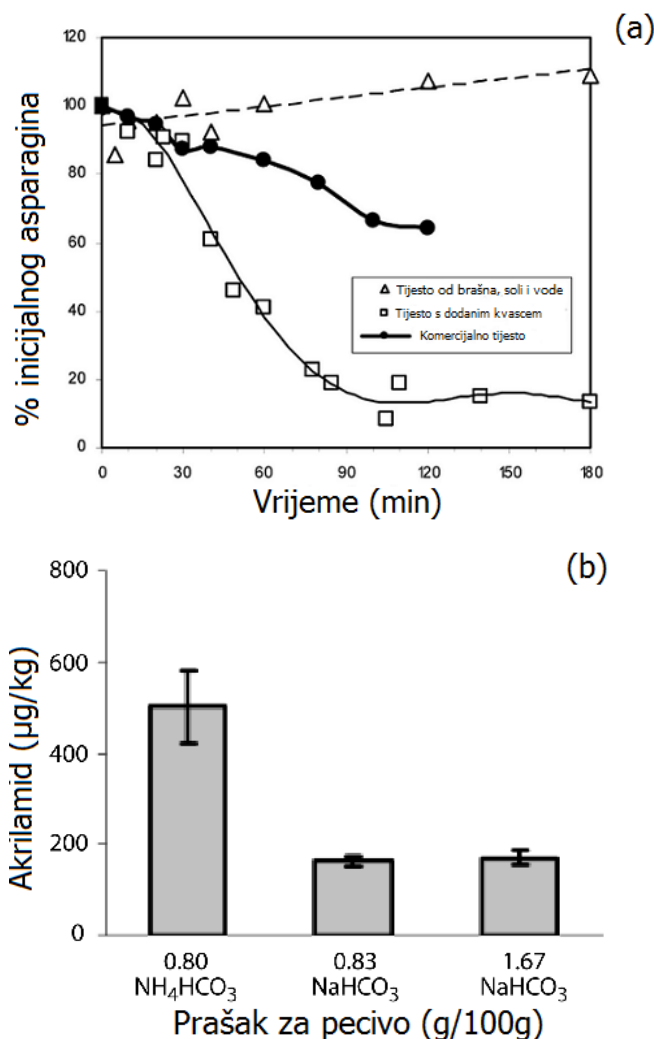 (a)
120
100
80
60
40
20
0
% inicijalnog asparagina
Tijesto od brašna, soli i vode
Tijesto s dodanim kvascem
Komercijalno tijesto
0 30 60 90 120 150 180
Vrijeme (min)
(b)
800
600
400
200
0
Akrilamid (µg/kg)
0.80 0.83 1.67
NH₄HCO₃ NaHCO₃ NaHCO₃
Prašak za pecivo (g/100g)